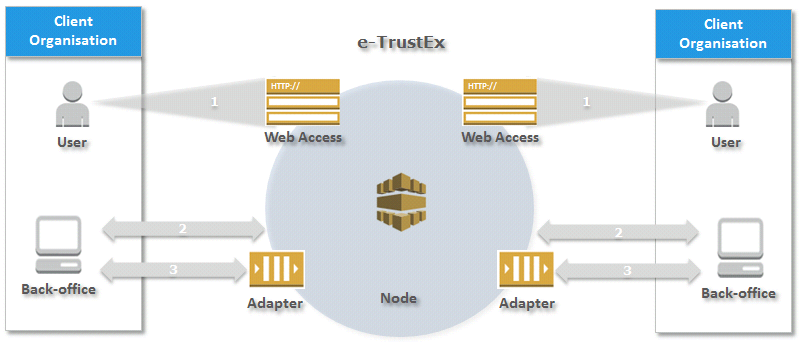 Client
Organisation
e-TrustEx
Client
Organisation
HTTP://
HTTP://
1
1
User
Web Access
Web Access
User
2
2
3
3
Back-office
Adapter
Node
Adapter
Back-office